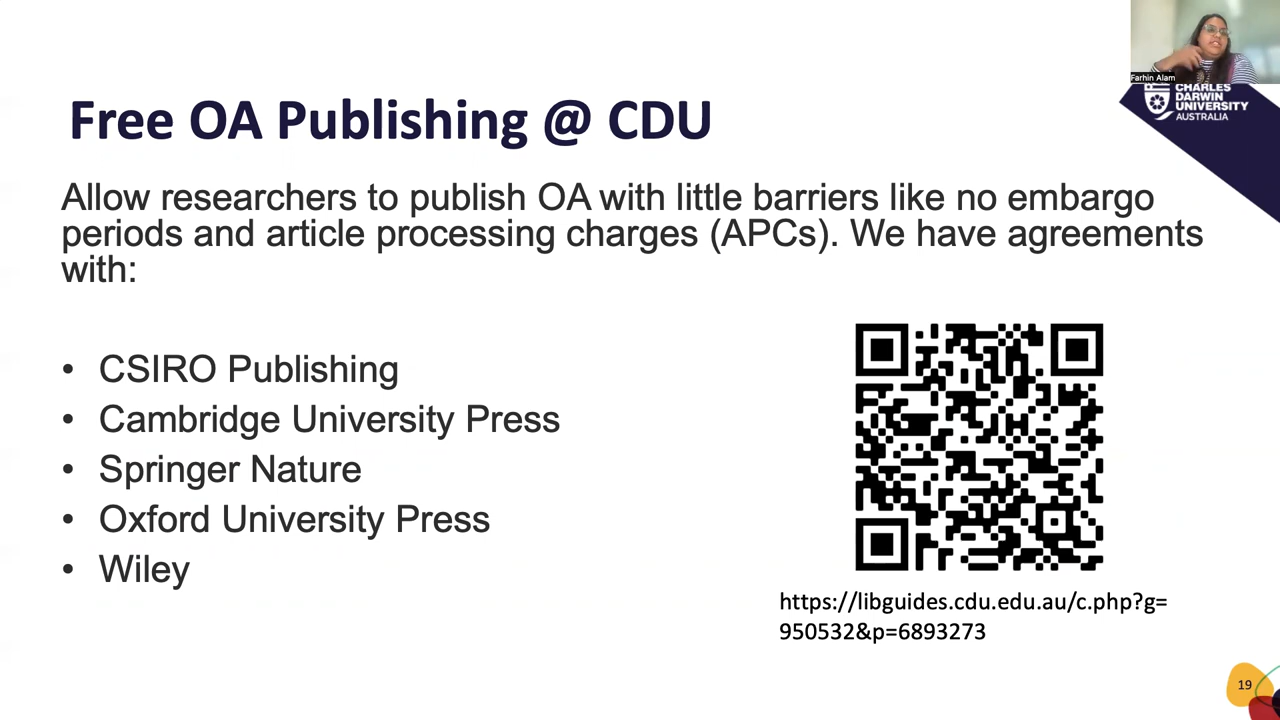 Farhin Alam
CHARLES
DARWIN
UNIVERSITY
AUSTRALIA
Free OA Publishing @ CDU
Allow researchers to publish OA with little barriers like no embargo
periods and article processing charges (APCs). We have agreements
with:
• CSIRO Publishing
• Cambridge University Press
• Springer Nature
• Oxford University Press
• Wiley
https://libguides.cdu.edu.au/c.php?g=
950532&p=6893273
19